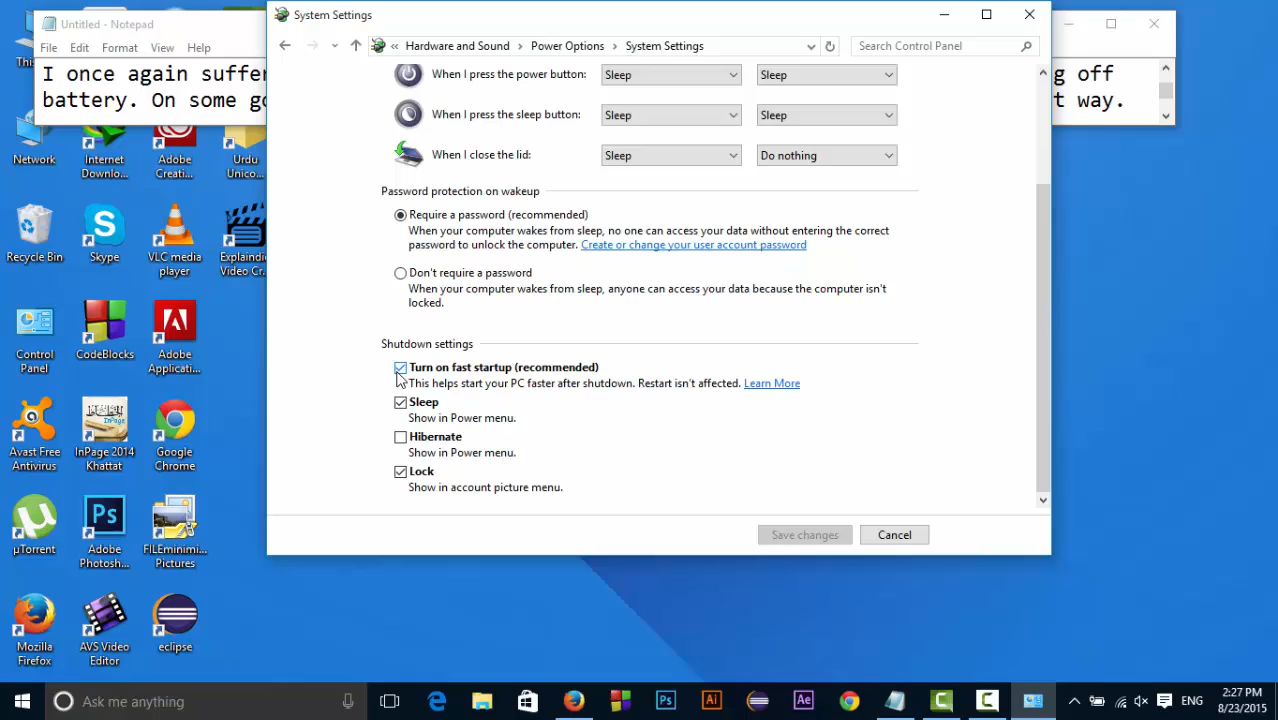 Untitled - Notepad
File Edit Format View Help
I once again suffer
g off
battery. On some go
t way.
System Settings
Hardware and Sound
Power Options
System Settings
Search Control Panel
When I press the power button:
Sleep
Sleep
When I press the sleep button:
Sleep
Sleep
When I close the lid:
Sleep
Do nothing
Password protection on wakeup
Require a password (recommended)
When your computer wakes from sleep, no one can access your data without entering the correct
password to unlock the computer. Create or change your user account password
Don't require a password
When your computer wakes from sleep, anyone can access your data because the computer isn't
locked.
Shutdown settings
Turn on fast startup (recommended)
This helps start your PC faster after shutdown. Restart isn't affected. Learn More
Sleep
Show in Power menu.
Hibernate
Show in Power menu.
Lock
Show in account picture menu.
Save changes
Cancel
Network
Internet
Downlo...
Adobe
Creati...
Urdu
Unico...
Recycle Bin
Skype
VLC media
player
Explaindio
Video Cr...
Control
Panel
CodeBlocks
Adobe
Applicati...
Avast Free
Antivirus
InPage 2014
Khattat
Google
Chrome
µTorrent
Adobe
Photosh...
FILEminimi...
Pictures
Mozilla
Firefox
AVS Video
Editor
eclipse
Ask me anything
ENG
2:27 PM
8/23/2015